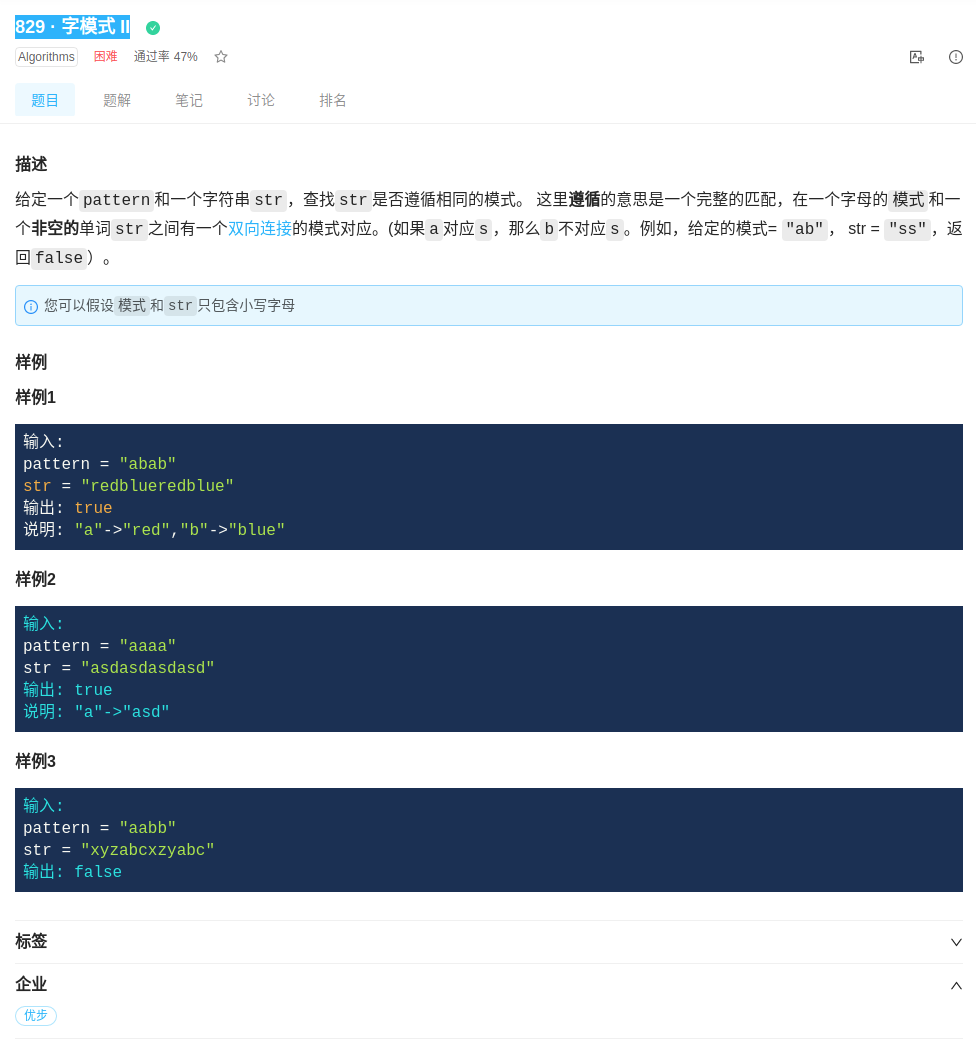 829 · 字模式 II
Algorithms 困难 通过率 47%
题目 题解 笔记 讨论 排名
描述
给定一个pattern和一个字符串str，查找str是否遵循相同的模式。 这里遵循的意思是一个完整的匹配，在一个字母的模式和一
个非空的单词str之间有一个双向连接的模式对应。(如果a对应s，那么b不对应s。例如，给定的模式= "ab"， str = "ss"，返
回false）。
您可以假设模式和str只包含小写字母
样例
样例1
输入:
pattern = "abab"
str = "redblueredblue"
输出: true
说明: "a"->"red","b"->"blue"
样例2
输入:
pattern = "aaaa"
str = "asdasdasdasd"
输出: true
说明: "a"->"asd"
样例3
输入:
pattern = "aabb"
str = "xyzabcxzyabc"
输出: false
标签
企业
优步